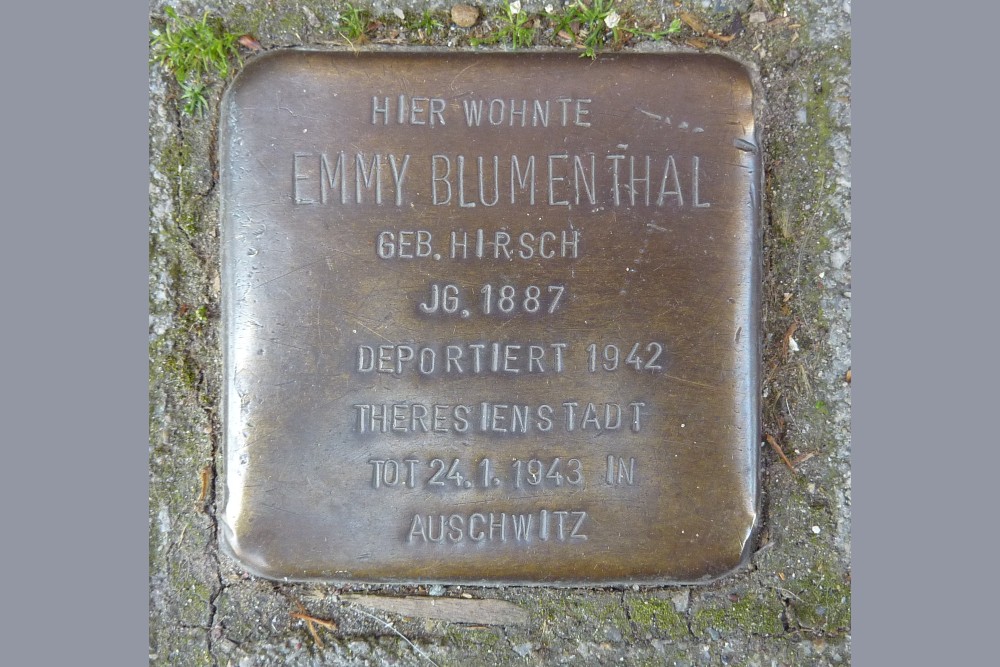 HIER WOHNTE
EMMY BLUMENTHAL
GEB. HIRSCH
JG. 1887
DEPORTIERT 1942
THERESIENSTADT
TOT 24.1.1943 IN
AUSCHWITZ